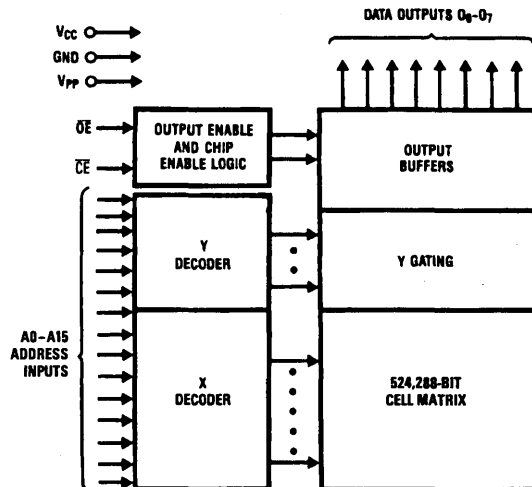 DATA OUTPUTS O0-O7
VCC
GND
VPP
OE
CE
OUTPUT ENABLE
AND CHIP
ENABLE LOGIC
OUTPUT
BUFFERS
Y
DECODER
Y GATING
A0-A15
ADDRESS
INPUTS
X
DECODER
524,288-BIT
CELL MATRIX